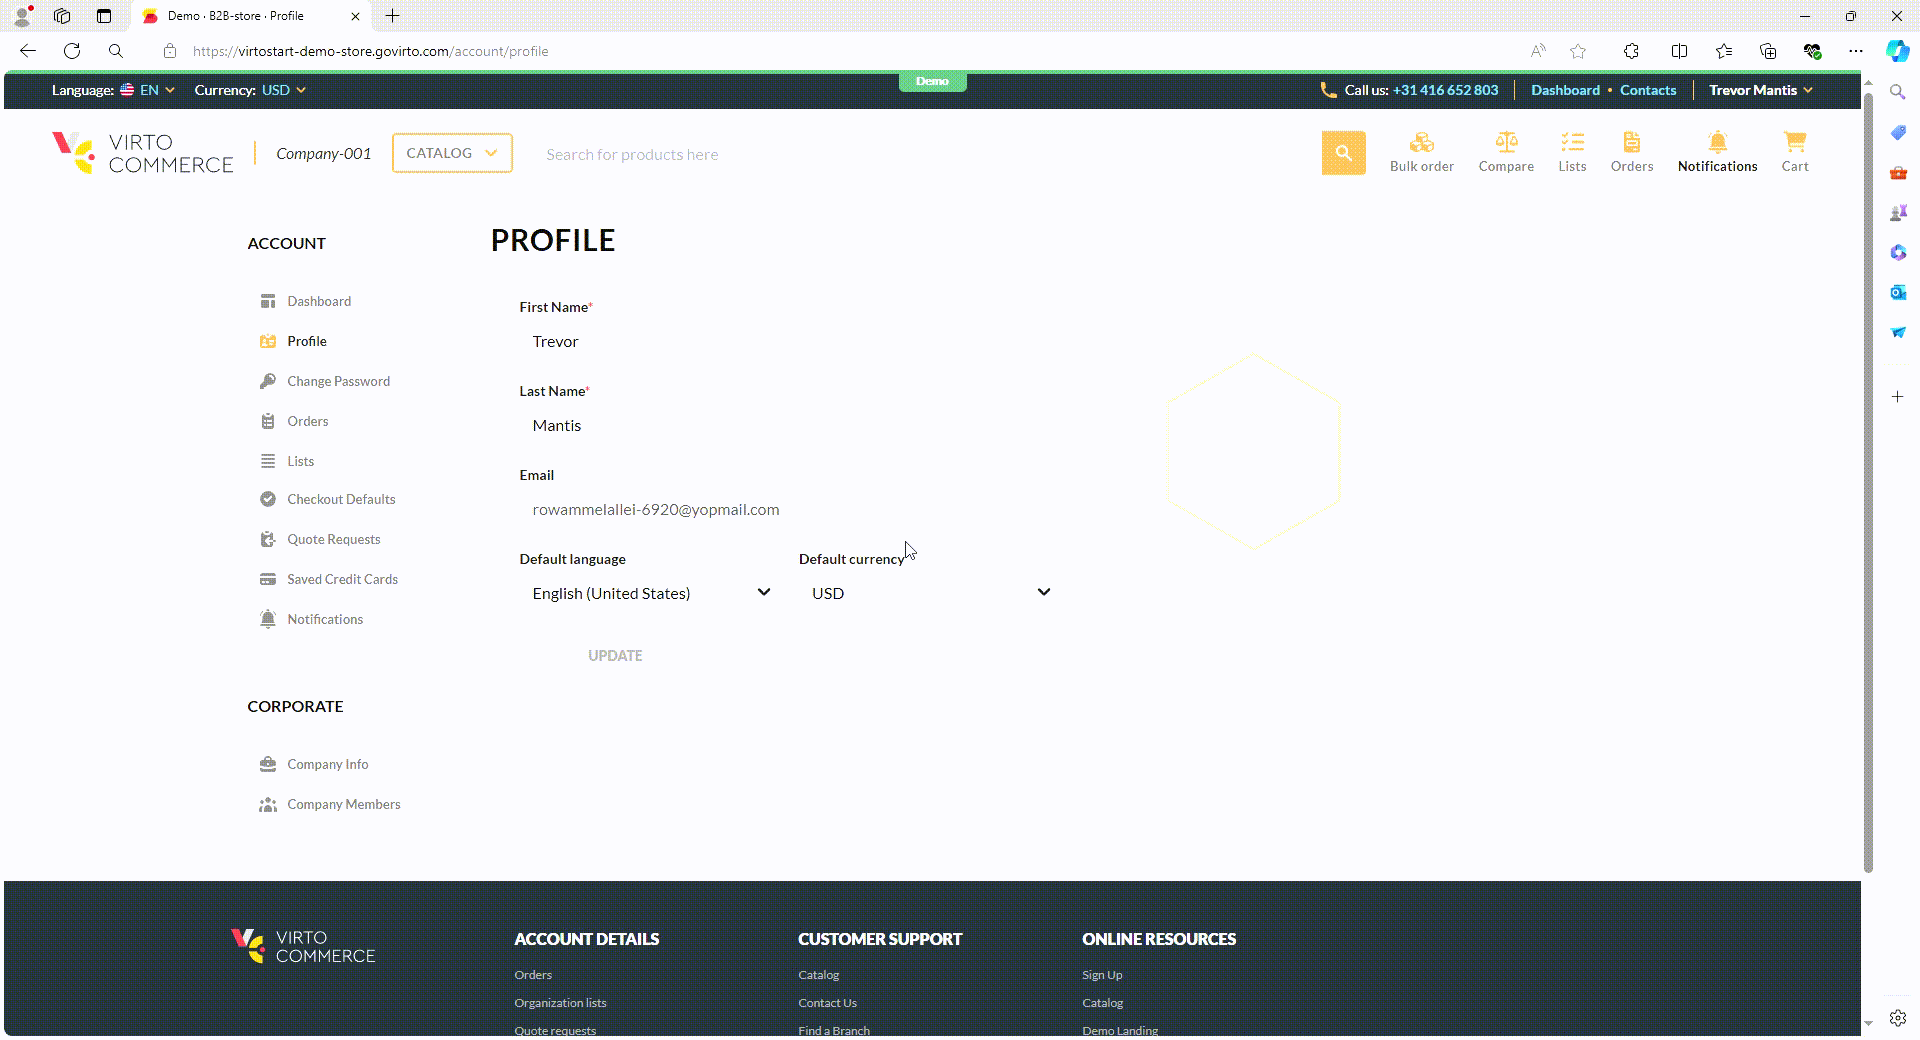 Demo · B2B-store · Profile
https://virtostart-demo-store.govirto.com/account/profile
Demo
Language: EN Currency: USD
Call us: +31 416 652 803 Dashboard • Contacts Trevor Mantis
VIRTO
COMMERCE
Company-001
CATALOG
Search for products here
Bulk order Compare Lists Orders Notifications Cart
ACCOUNT
Dashboard
Profile
Change Password
Orders
Lists
Checkout Defaults
Quote Requests
Saved Credit Cards
Notifications
CORPORATE
Company Info
Company Members
PROFILE
First Name*
Trevor
Last Name*
Mantis
Email
rowammelallei-6920@yopmail.com
Default language Default currency
English (United States) USD
UPDATE
VIRTO
COMMERCE
ACCOUNT DETAILS
Orders
Organization lists
Quote requests
CUSTOMER SUPPORT
Catalog
Contact Us
Find a Branch
ONLINE RESOURCES
Sign Up
Catalog
Demo Landing